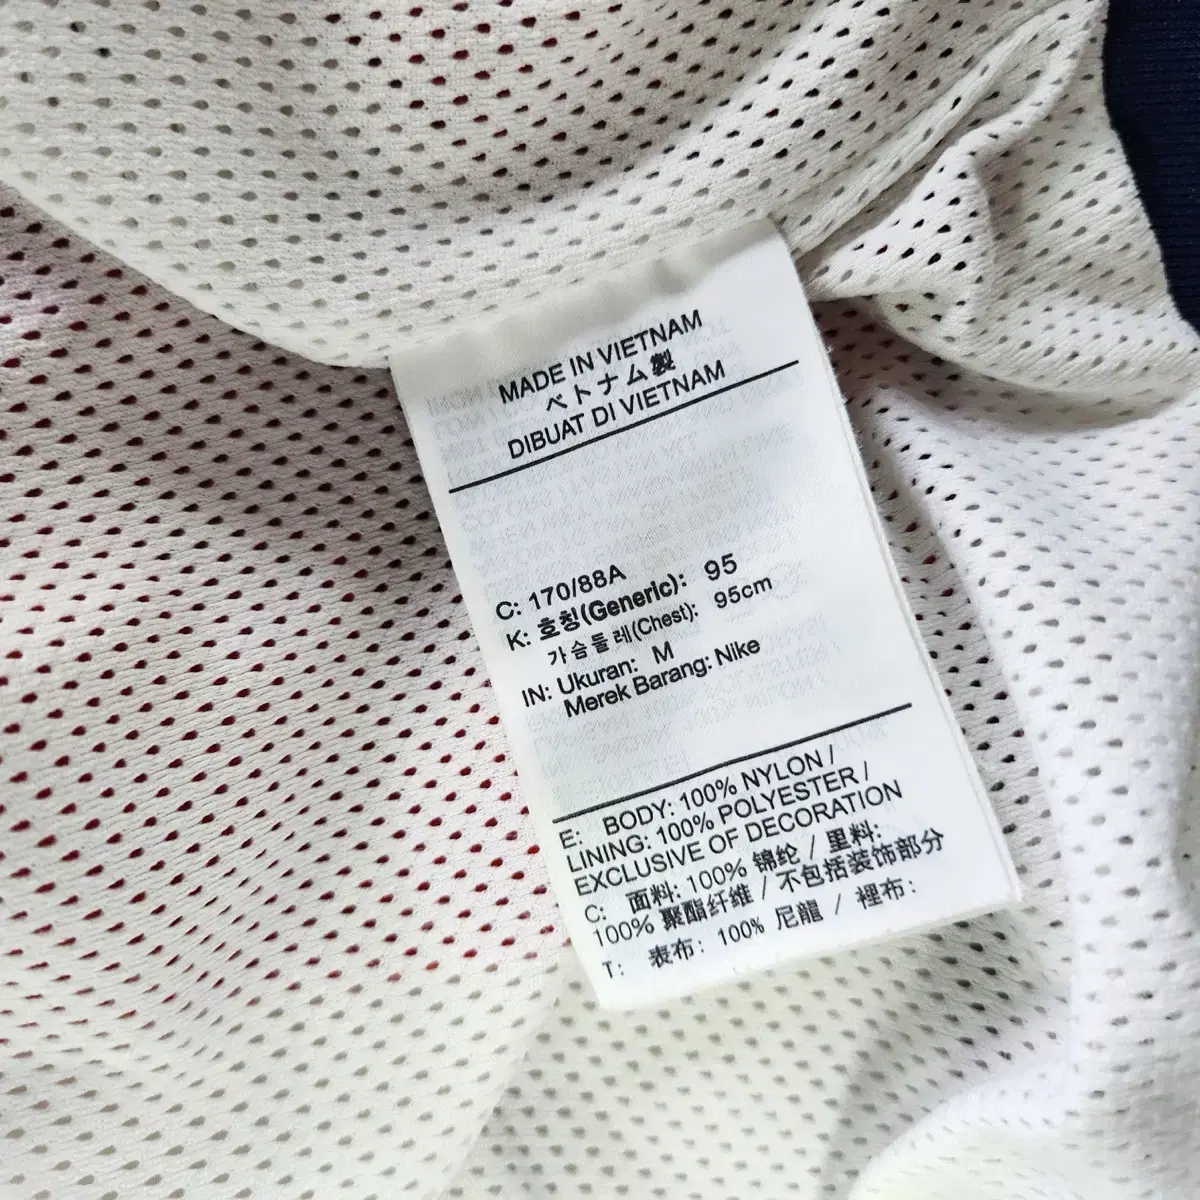 MADE IN VIETNAM
ベトナム製
DIBUAT DI VIETNAM
C: 170/88A
K: 호칭(Generic): 95
가슴둘레(Chest): 95cm
IN: Ukuran: M
Merek Barang: Nike
E: BODY: 100% NYLON /
LINING: 100% POLYESTER /
EXCLUSIVE OF DECORATION
C: 面料: 100% 锦纶 / 里料:
100% 聚酯纤维 / 不包括装饰部分
T: 表布: 100% 尼龍 / 裡布: